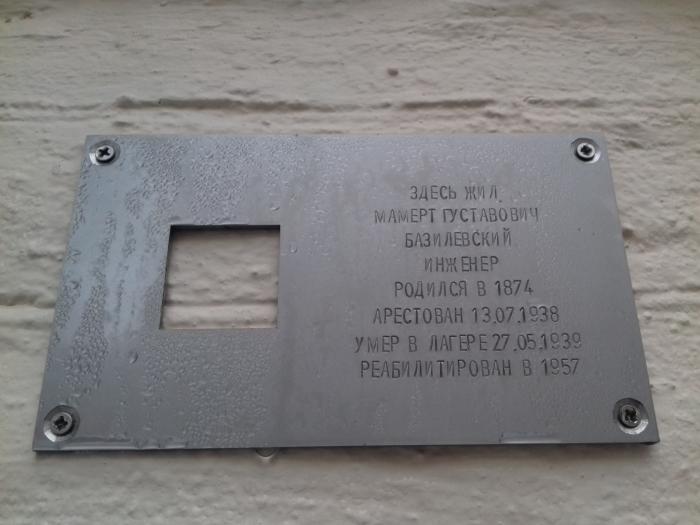 ЗДЕСЬ ЖИЛ
МАМЕРТ ГУСТАВОВИЧ
БАЗИЛЕВСКИЙ
ИНЖЕНЕР
РОДИЛСЯ В 1874
АРЕСТОВАН 13.07.1938
УМЕР В ЛАГЕРЕ 27.05.1939
РЕАБИЛИТИРОВАН В 1957